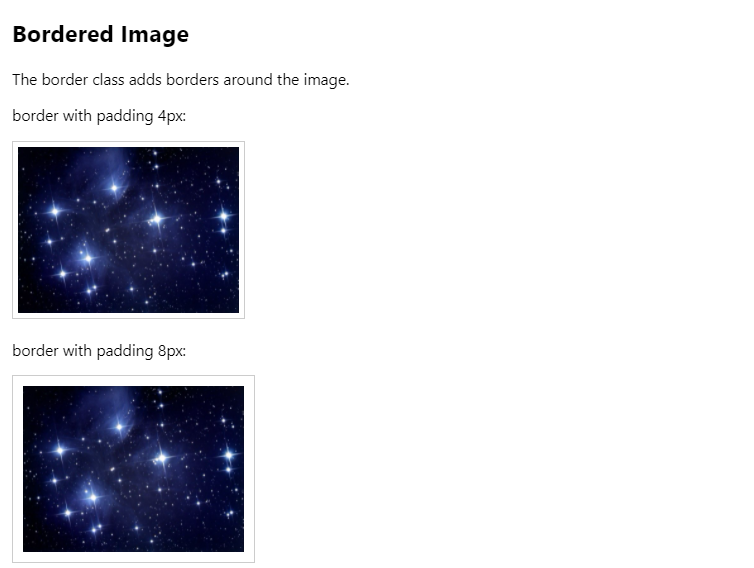 Bordered Image
The border class adds borders around the image.
border with padding 4px:
border with padding 8px: